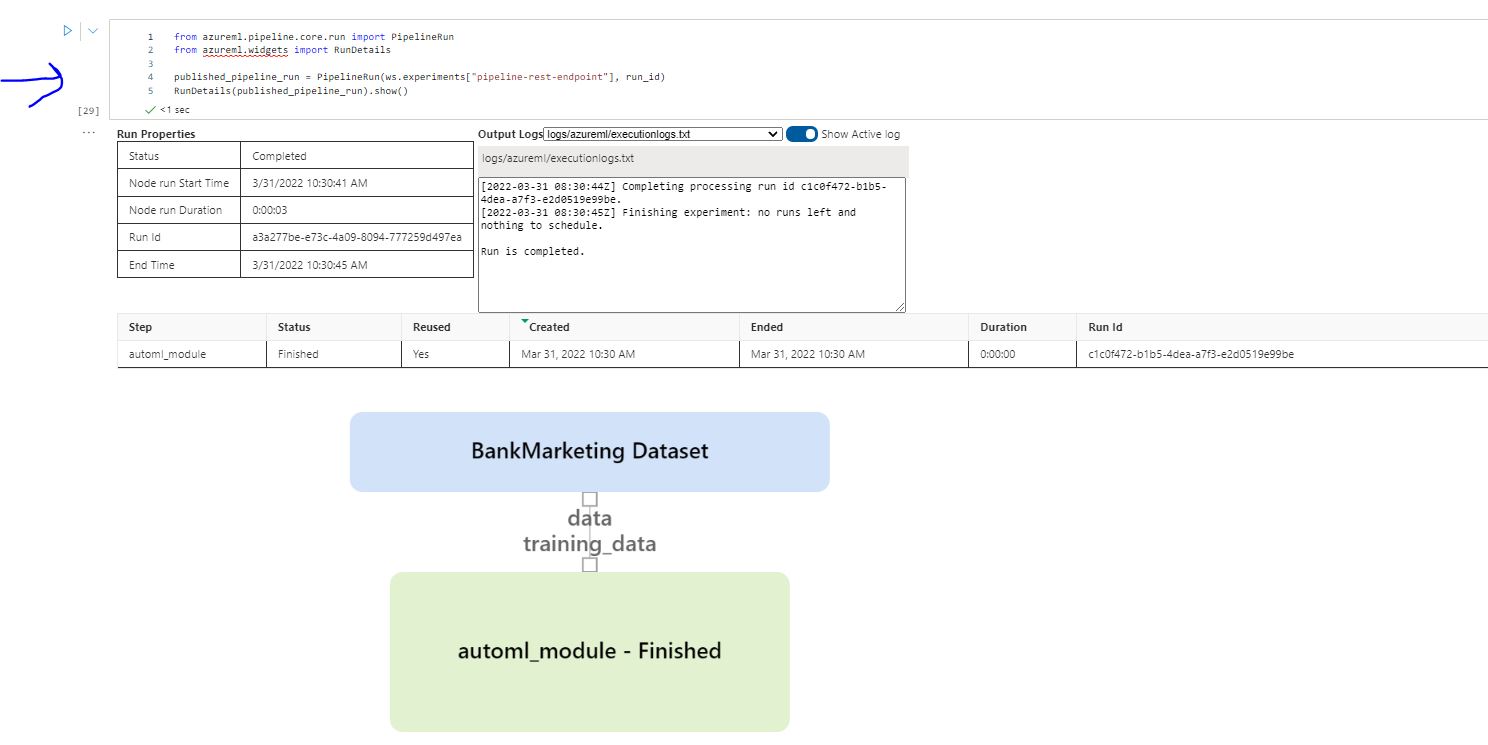 1 from azureml.pipeline.core.run import PipelineRun
2 from azureml.widgets import RunDetails
3
4 published_pipeline_run = PipelineRun(ws.experiments["pipeline-rest-endpoint"], run_id)
5 RunDetails(published_pipeline_run).show()
[29] <1 sec
...
Run Properties
Status Completed
Node run Start Time 3/31/2022 10:30:41 AM
Node run Duration 0:00:03
Run Id a3a277be-e73c-4a09-8094-777259d497ea
End Time 3/31/2022 10:30:45 AM
Output Logs logs/azureml/executionlogs.txt Show Active log
logs/azureml/executionlogs.txt
[2022-03-31 08:30:44Z] Completing processing run id c1c0f472-b1b5-
4dea-a7f3-e2d0519e99be.
[2022-03-31 08:30:45Z] Finishing experiment: no runs left and
nothing to schedule.
Run is completed.
Step Status Reused Created Ended Duration Run Id
automl_module Finished Yes Mar 31, 2022 10:30 AM Mar 31, 2022 10:30 AM 0:00:00 c1c0f472-b1b5-4dea-a7f3-e2d0519e99be
BankMarketing Dataset
data
training_data
automl_module - Finished